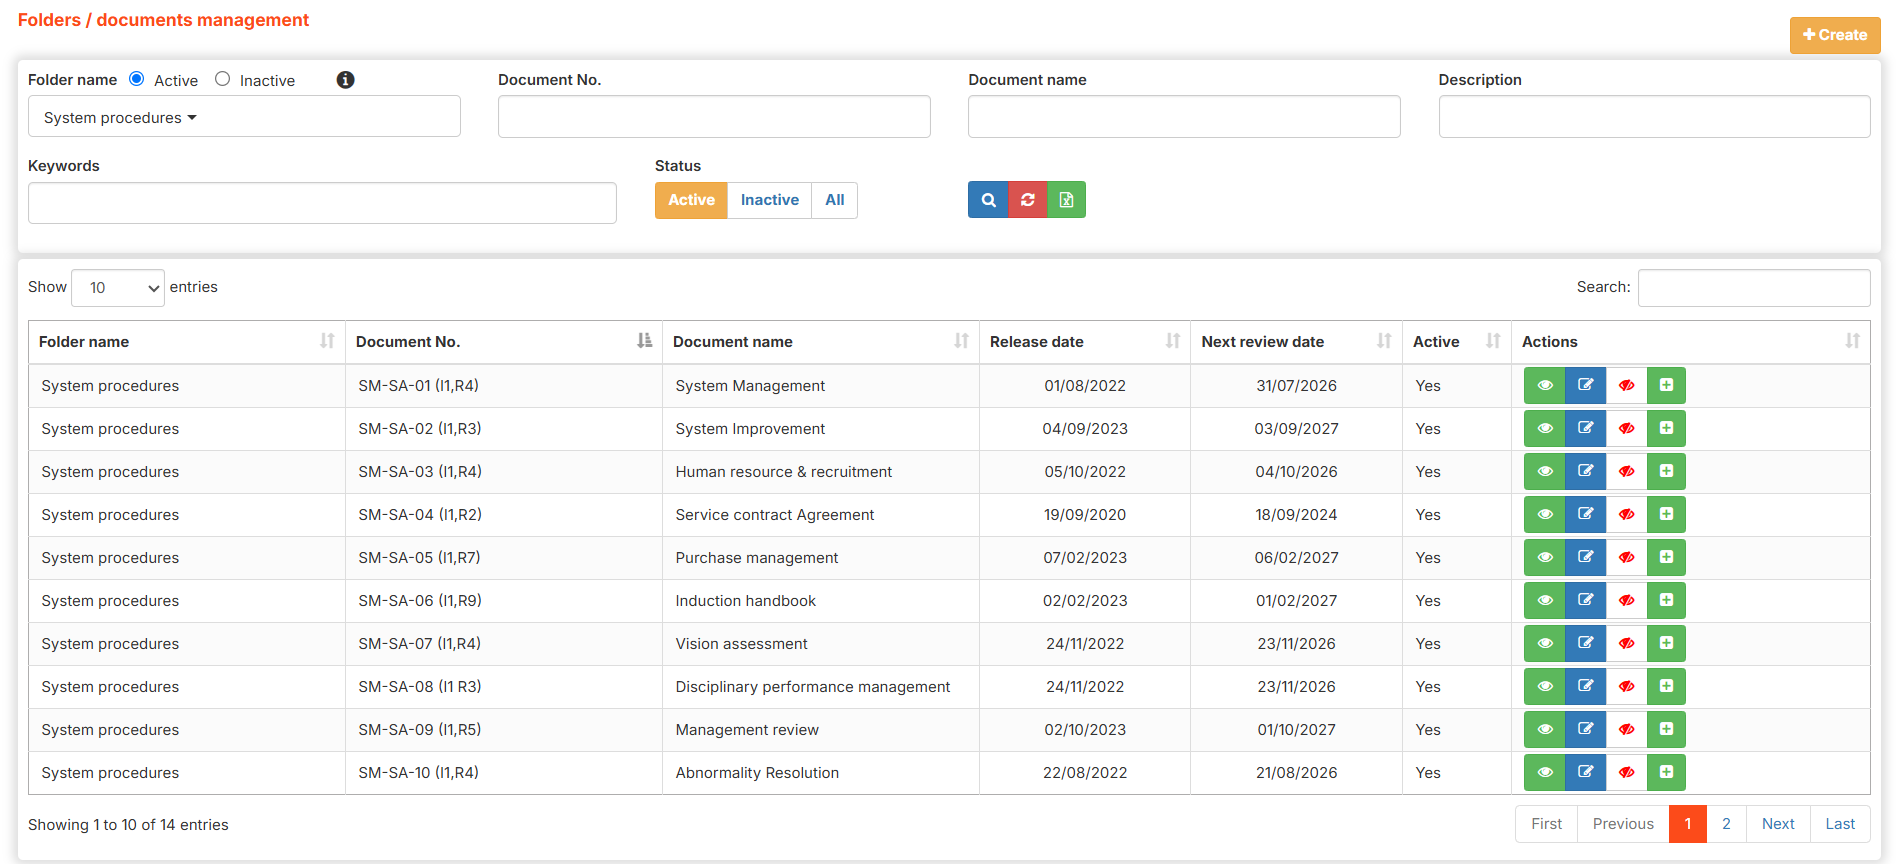 Folders / documents management
Create
Folder name Active Inactive
Document No.
Document name
Description
System procedures
Keywords
Status
Active Inactive All
Show 10 entries
Search:
Folder name Document No. Document name Release date Next review date Active Actions
System procedures SM-SA-01 (I1,R4) System Management 01/08/2022 31/07/2026 Yes
System procedures SM-SA-02 (I1,R3) System Improvement 04/09/2023 03/09/2027 Yes
System procedures SM-SA-03 (I1,R4) Human resource & recruitment 05/10/2022 04/10/2026 Yes
System procedures SM-SA-04 (I1,R2) Service contract Agreement 19/09/2020 18/09/2024 Yes
System procedures SM-SA-05 (I1,R7) Purchase management 07/02/2023 06/02/2027 Yes
System procedures SM-SA-06 (I1,R9) Induction handbook 02/02/2023 01/02/2027 Yes
System procedures SM-SA-07 (I1,R4) Vision assessment 24/11/2022 23/11/2026 Yes
System procedures SM-SA-08 (I1 R3) Disciplinary performance management 24/11/2022 23/11/2026 Yes
System procedures SM-SA-09 (I1,R5) Management review 02/10/2023 01/10/2027 Yes
System procedures SM-SA-10 (I1,R4) Abnormality Resolution 22/08/2022 21/08/2026 Yes
Showing 1 to 10 of 14 entries
First Previous 1 2 Next Last